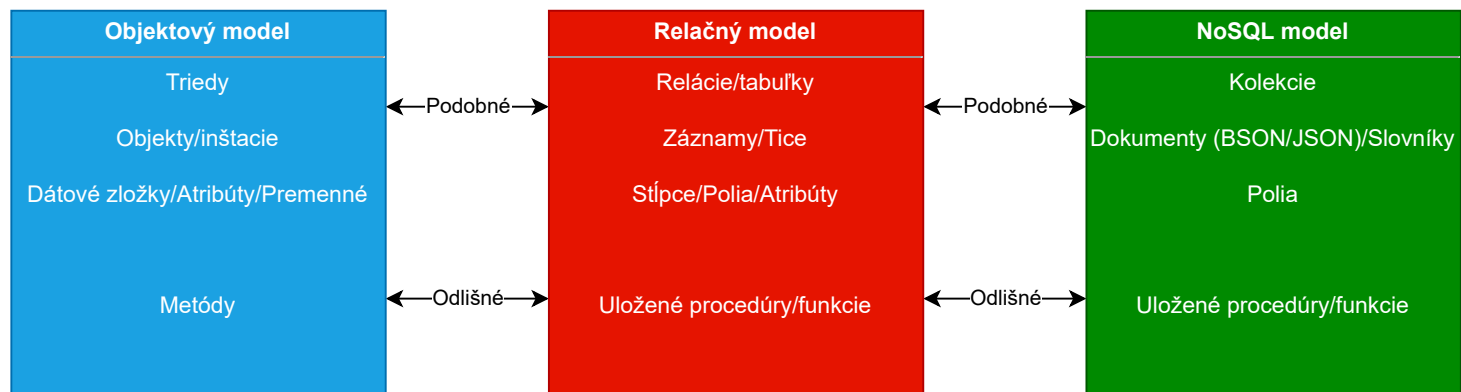 Objektový model
Triedy
Objekty/inštacie
Dátové zložky/Atribúty/Premenné
Metódy
Podobné
Odlišné
Relačný model
Relácie/tabuľky
Záznamy/Tice
Stĺpce/Polia/Atribúty
Uložené procedúry/funkcie
Podobné
Odlišné
NoSQL model
Kolekcie
Dokumenty (BSON/JSON)/Slovníky
Polia
Uložené procedúry/funkcie